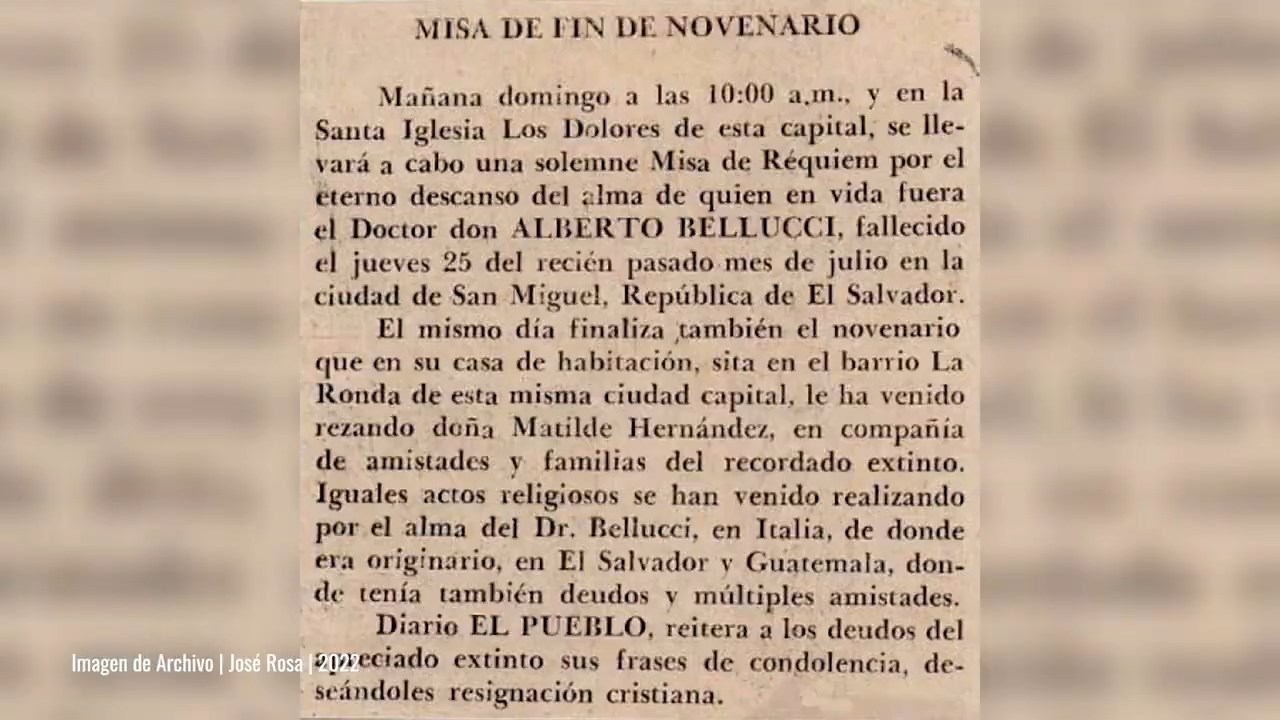 MISA DE FIN DE NOVENARIO
Mañana domingo a las 10:00 a.m., y en la
Santa Iglesia Los Dolores de esta capital, se lle-
vará a cabo una solemne Misa de Réquiem por el
eterno descanso del alma de quien en vida fuera
el Doctor don ALBERTO BELLUCCI, fallecido
el jueves 25 del recién pasado mes de julio en la
ciudad de San Miguel, República de El Salvador.
El mismo día finaliza también el novenario
que en su casa de habitación, sita en el barrio La
Ronda de esta misma ciudad capital, le ha venido
rezando doña Matilde Hernández, en compañía
de amistades y familias del recordado extinto.
Iguales actos religiosos se han venido realizando
por el alma del Dr. Bellucci, en Italia, de donde
era originario, en El Salvador y Guatemala, don-
de tenía también deudos y múltiples amistades.
Diario EL PUEBLO, reitera a los deudos del
apreciado extinto sus frases de condolencia, de-
seándoles resignación cristiana.
Imagen de Archivo | José Rosa | 2022